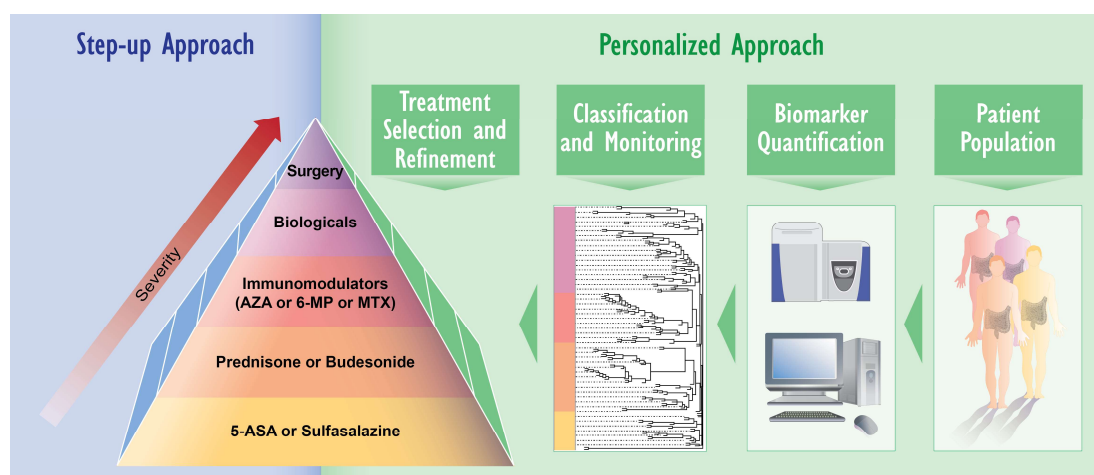 Step-up Approach
Personalized Approach
Treatment
Selection and
Refinement
Classification
and Monitoring
Biomarker
Quantification
Patient
Population
Severity
Surgery
Biologicals
Immunomodulators
(AZA or 6-MP or MTX)
Prednisone or Budesonide
5-ASA or Sulfasalazine